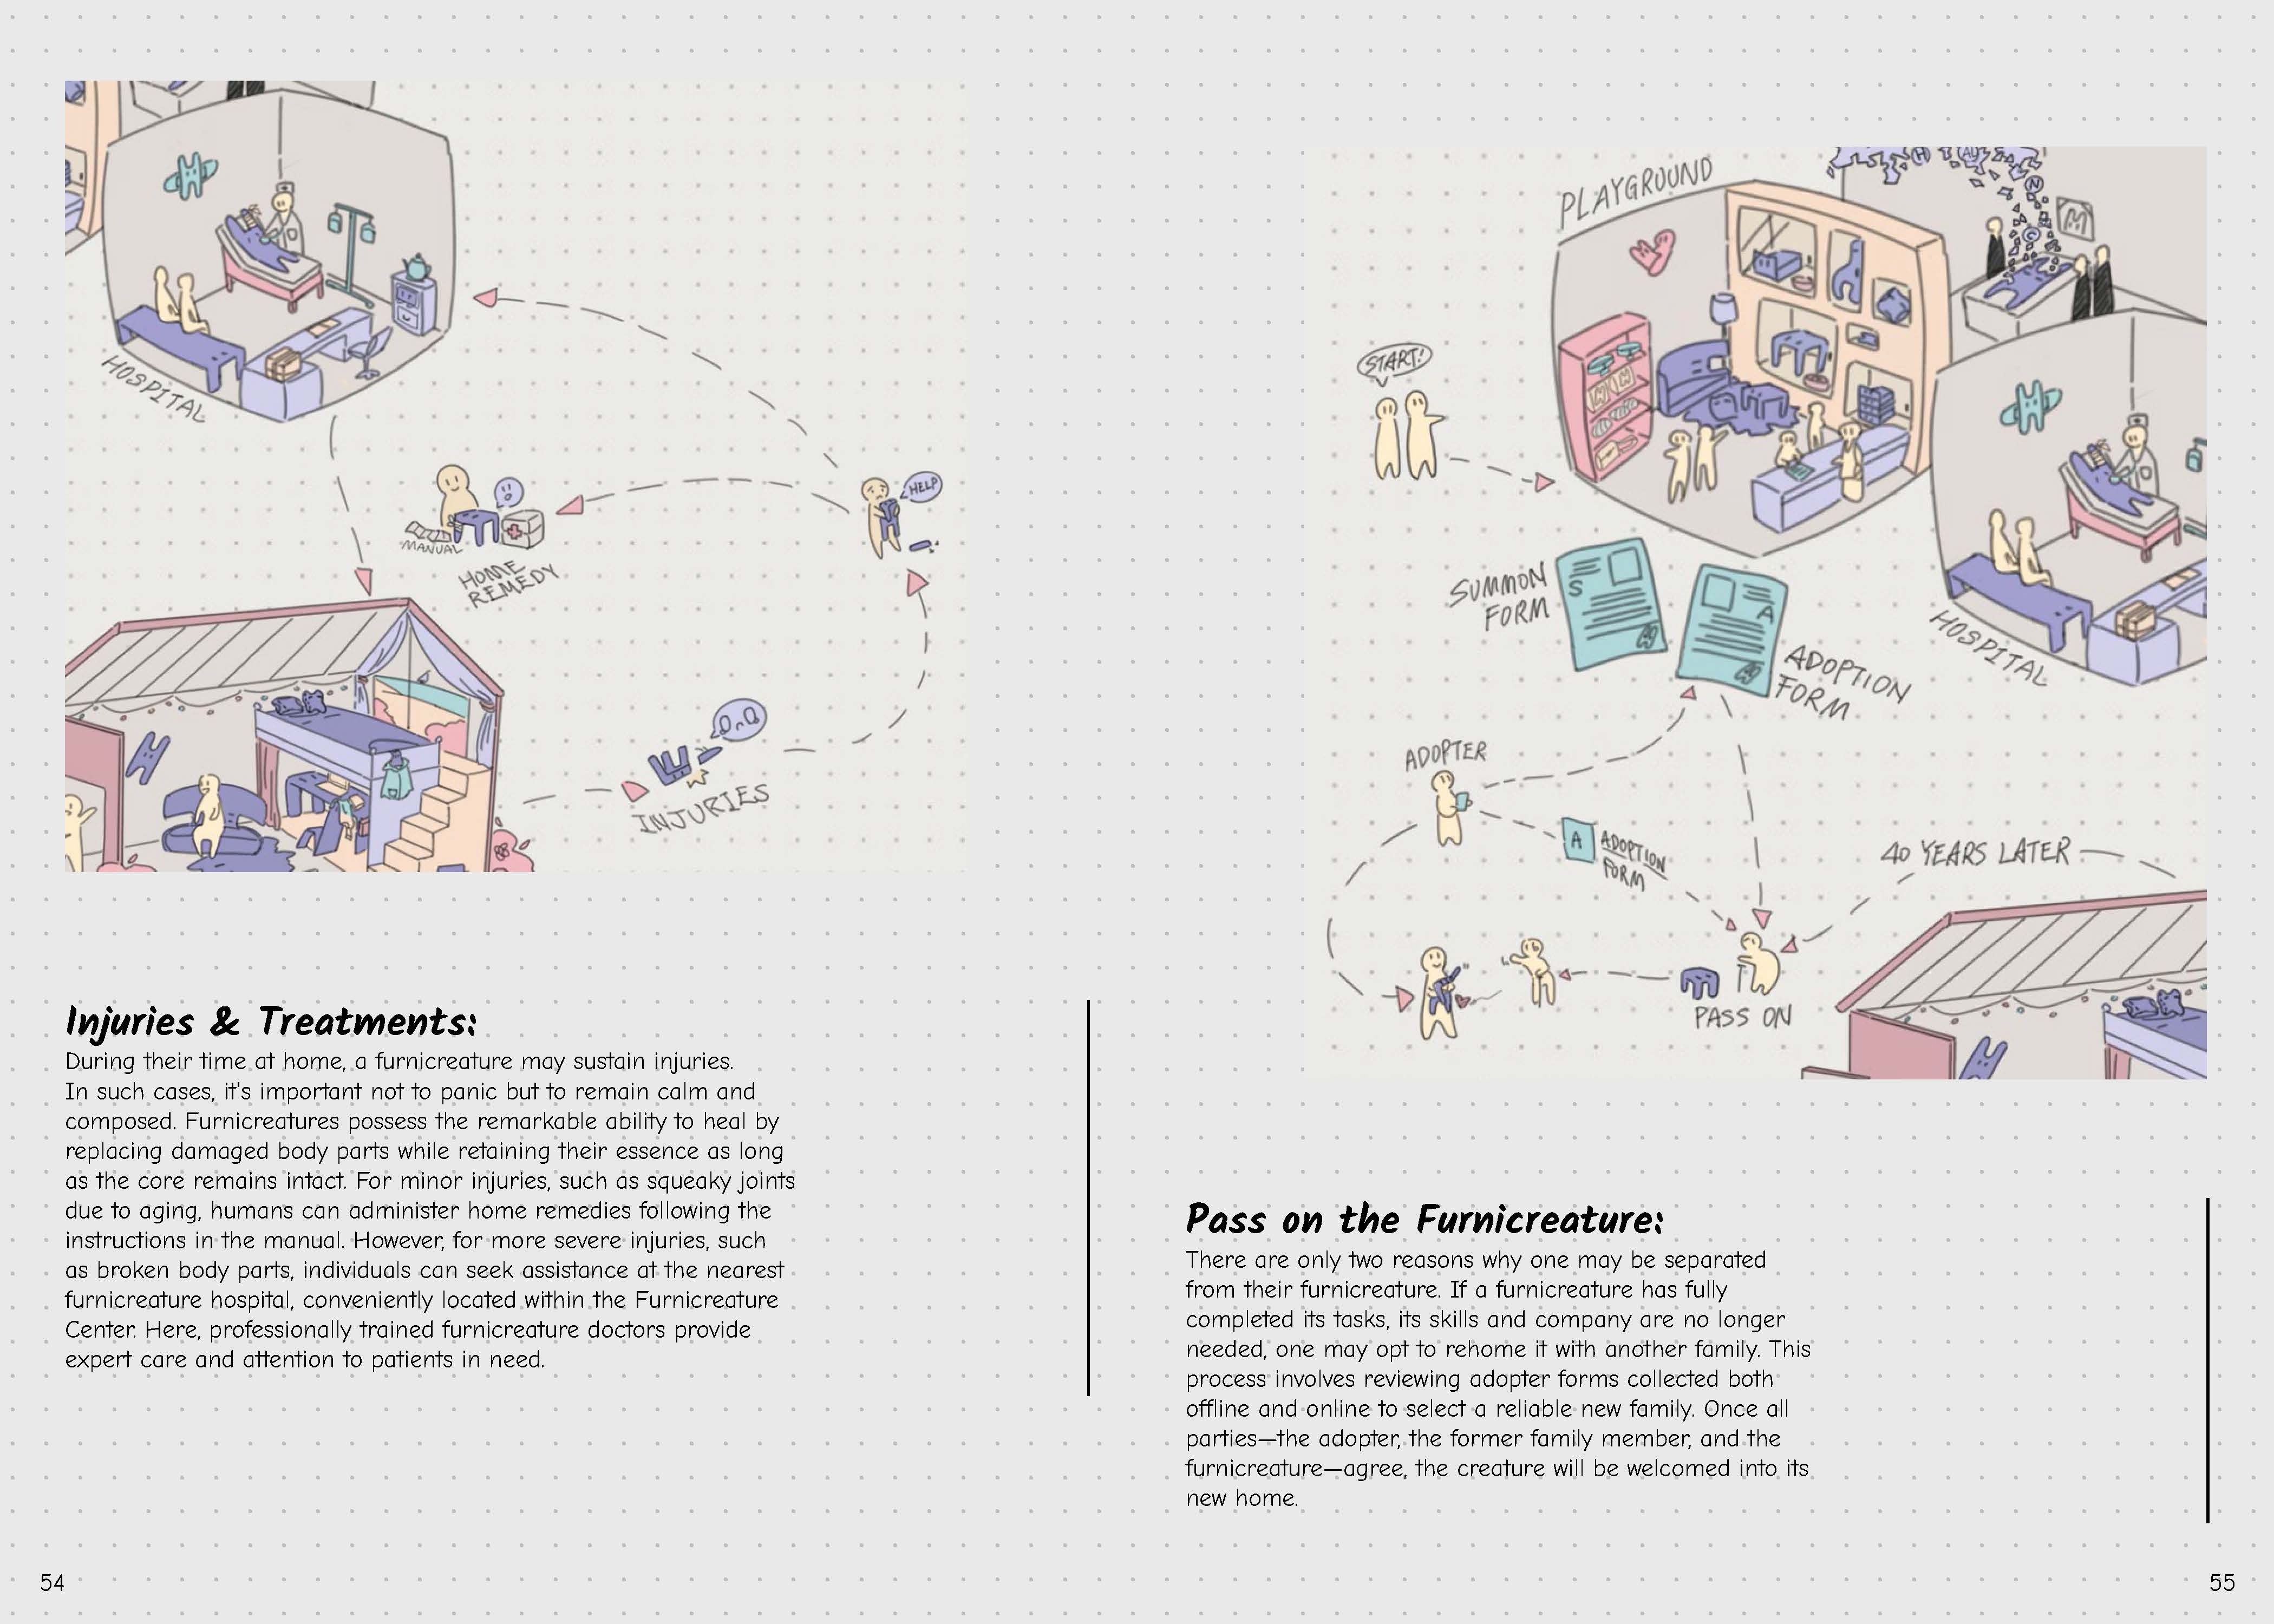 HOSPITAL
HELP
MANUAL
HOME
REMEDY
INJURIES
Injuries & Treatments:
During their time at home, a furnicreature may sustain injuries.
In such cases, it's important not to panic but to remain calm and
composed. Furnicreatures possess the remarkable ability to heal by
replacing damaged body parts while retaining their essence as long
as the core remains intact. For minor injuries, such as squeaky joints
due to aging, humans can administer home remedies following the
instructions in the manual. However, for more severe injuries, such
as broken body parts, individuals can seek assistance at the nearest
furnicreature hospital, conveniently located within the Furnicreature
Center. Here, professionally trained furnicreature doctors provide
expert care and attention to patients in need.
54
PLAYGROUND
N
START!
SUMMON
FORM
S
A
ADOPTION
FORM
HOSPITAL
ADOPTER
A
ADOPTION
FORM
40 YEARS LATER
PASS ON
Pass on the Furnicreature:
There are only two reasons why one may be separated
from their furnicreature. If a furnicreature has fully
completed its tasks, its skills and company are no longer
needed, one may opt to rehome it with another family. This
process involves reviewing adopter forms collected both
offline and online to select a reliable new family. Once all
parties—the adopter, the former family member, and the
furnicreature—agree, the creature will be welcomed into its
new home.
55